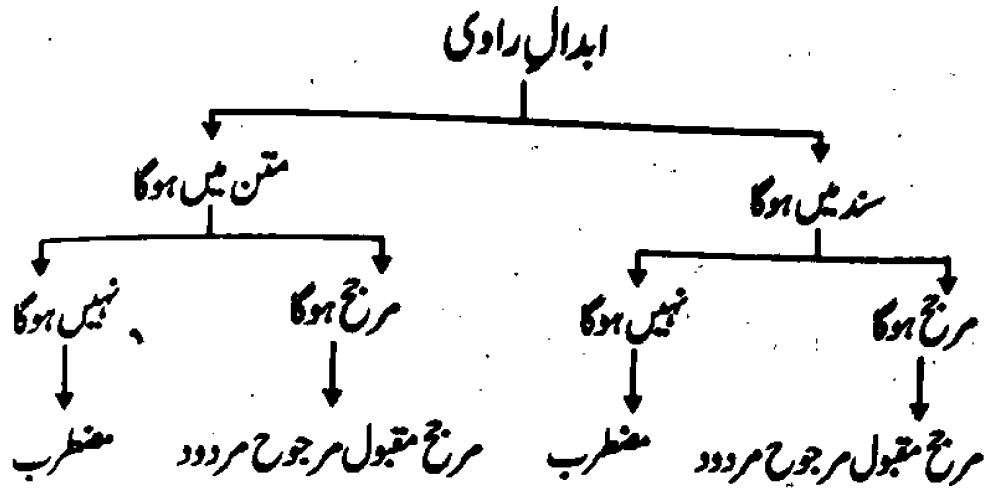 ابدالِ راوی
سند میں ہوگا
متن میں ہوگا
مرجح ہوگا
نہیں ہوگا
مرجح ہوگا
نہیں ہوگا
مرجح مقبول مرجوح مردود
مضطرب
مرجح مقبول مرجوح مردود
مضطرب